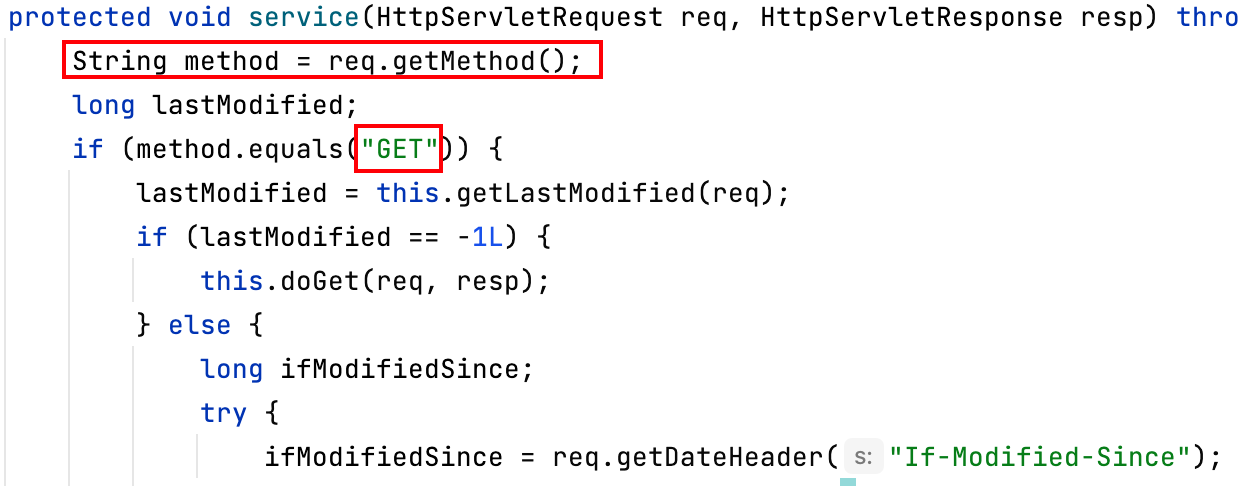 protected void service(HttpServletRequest req, HttpServletResponse resp) thro
String method = req.getMethod();
long lastModified;
if (method.equals("GET")) {
lastModified = this.getLastModified(req);
if (lastModified == -1L) {
this.doGet(req, resp);
} else {
long ifModifiedSince;
try {
ifModifiedSince = req.getDateHeader( s: "If-Modified-Since");